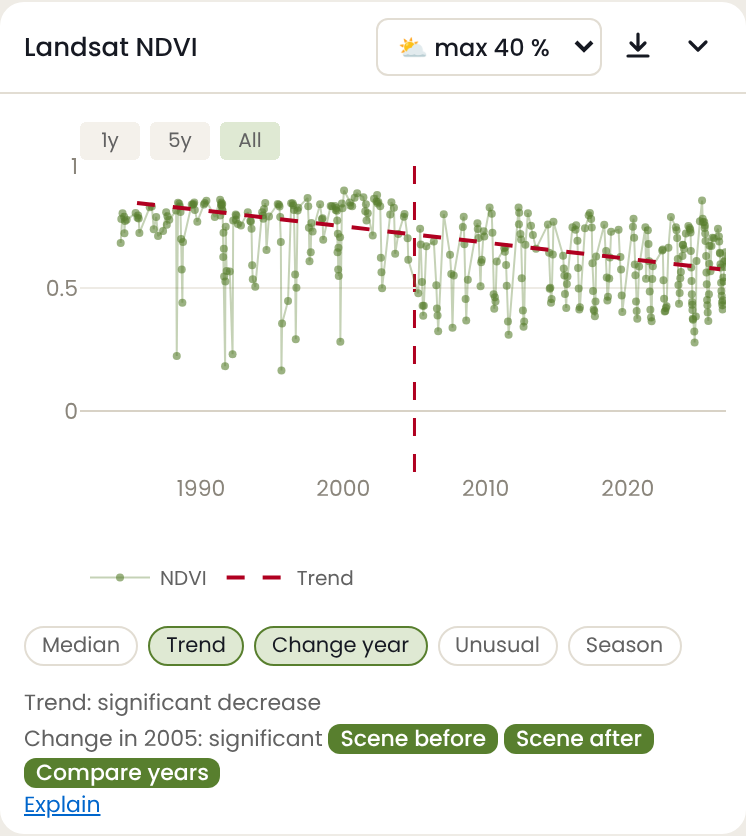 Landsat NDVI
⛅ max 40 %
1y 5y All
1
0.5
0
1990 2000 2010 2020
NDVI Trend
Median Trend Change year Unusual Season
Trend: significant decrease
Change in 2005: significant Scene before Scene after
Compare years
Explain